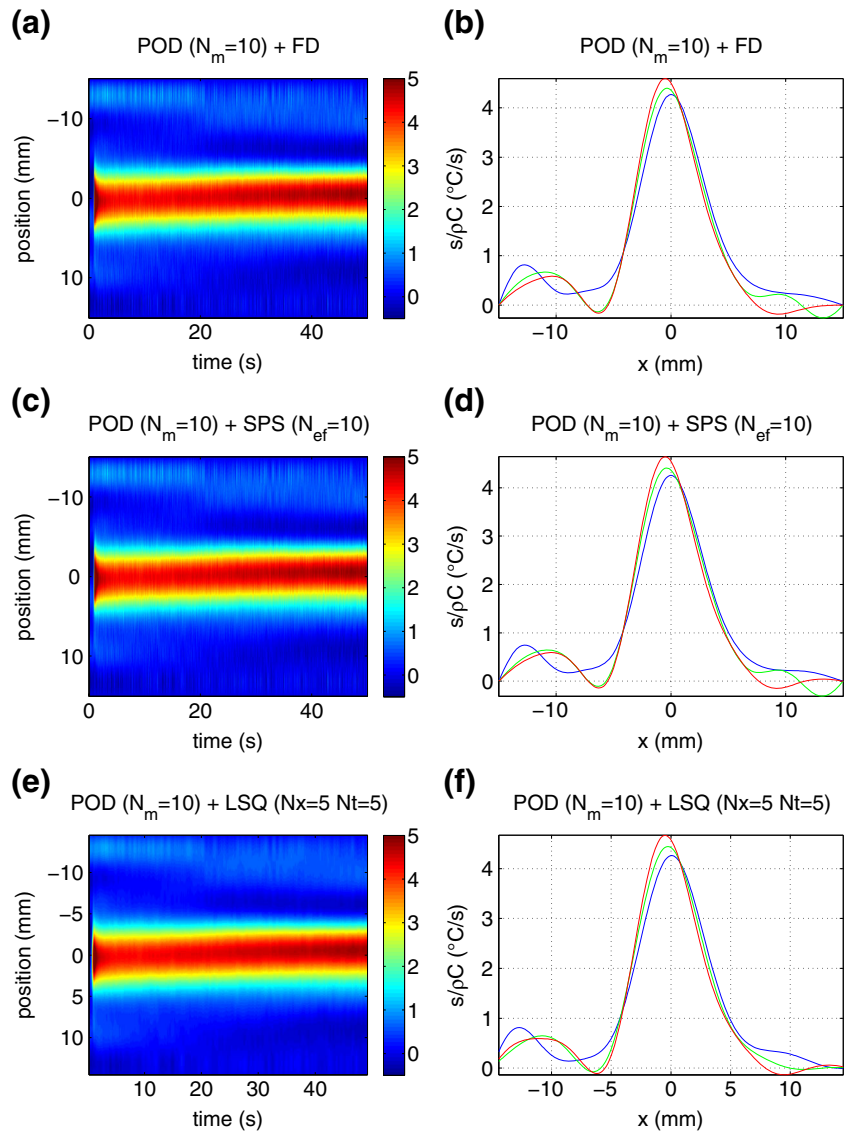 (a)
POD (N_m=10) + FD
position (mm)
−10
0
10
0
20
40
time (s)
5
4
3
2
1
0
(b)
POD (N_m=10) + FD
s/ρC (°C/s)
4
3
2
1
0
−10
0
10
x (mm)
(c)
POD (N_m=10) + SPS (N_ef=10)
position (mm)
−10
0
10
0
20
40
time (s)
5
4
3
2
1
0
(d)
POD (N_m=10) + SPS (N_ef=10)
s/ρC (°C/s)
4
3
2
1
0
−10
0
10
x (mm)
(e)
POD (N_m=10) + LSQ (Nx=5 Nt=5)
position (mm)
−10
−5
0
5
10
10
20
30
40
time (s)
5
4
3
2
1
0
(f)
POD (N_m=10) + LSQ (Nx=5 Nt=5)
s/ρC (°C/s)
4
3
2
1
0
−10
−5
0
5
10
x (mm)